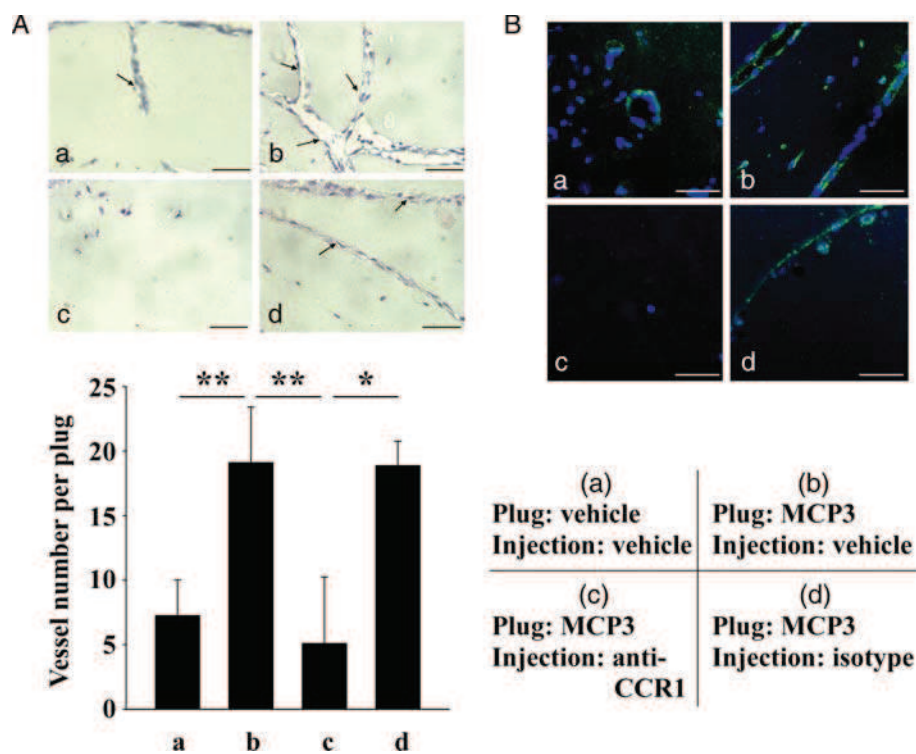 A
a
b
c
d
B
a
b
c
d
Vessel number per plug
25
20
15
10
5
0
**
**
*
a
b
c
d
(a)
Plug: vehicle
Injection: vehicle
(b)
Plug: MCP3
Injection: vehicle
(c)
Plug: MCP3
Injection: anti-
CCR1
(d)
Plug: MCP3
Injection: isotype